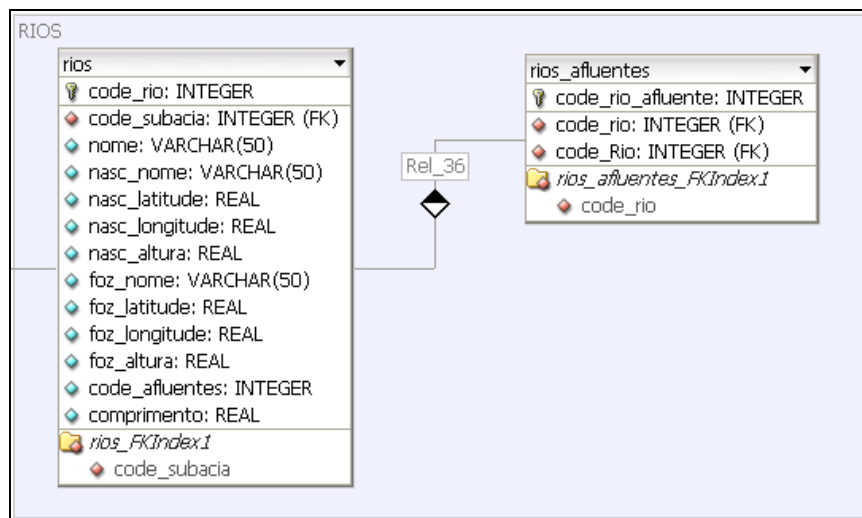 RIOS
rios
code_rio: INTEGER
code_subacia: INTEGER (FK)
nome: VARCHAR(50)
nasc_nome: VARCHAR(50)
nasc_latitude: REAL
nasc_longitude: REAL
nasc_altura: REAL
foz_nome: VARCHAR(50)
foz_latitude: REAL
foz_longitude: REAL
foz_altura: REAL
code_afluentes: INTEGER
comprimento: REAL
rios_FKIndex1
code_subacia
Rel_36
rios_afluentes
code_rio_afluente: INTEGER
code_rio: INTEGER (FK)
code_Rio: INTEGER (FK)
rios_afluentes_FKIndex1
code_rio